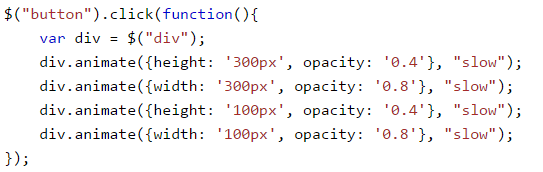 $("button").click(function(){
    var div = $("div");
    div.animate({height: '300px', opacity: '0.4'}, "slow");
    div.animate({width: '300px', opacity: '0.8'}, "slow");
    div.animate({height: '100px', opacity: '0.4'}, "slow");
    div.animate({width: '100px', opacity: '0.8'}, "slow");
});